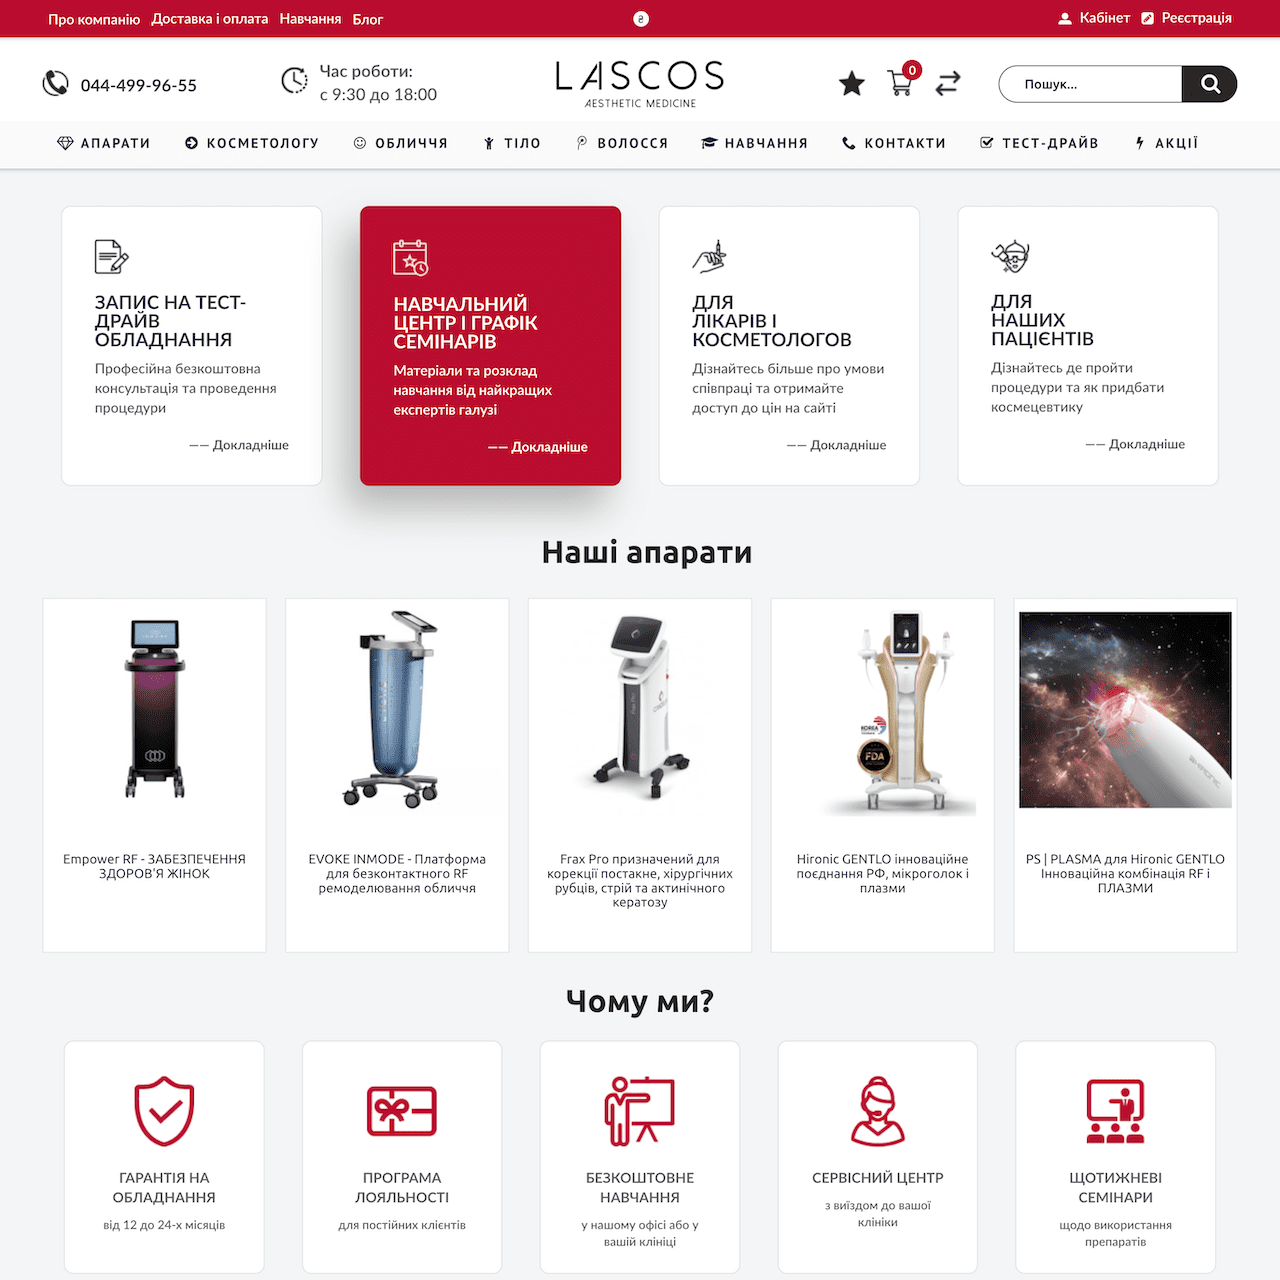 Про компанію Доставка і оплата Навчання Блог
₴
Кабінет Реєстрація
044-499-96-55
Час роботи:
с 9:30 до 18:00
LASCOS
AESTHETIC MEDICINE
0
Пошук...
АПАРАТИ КОСМЕТОЛОГУ ОБЛИЧЧЯ ТІЛО ВОЛОССЯ НАВЧАННЯ КОНТАКТИ ТЕСТ-ДРАЙВ АКЦІЇ
ЗАПИС НА ТЕСТ-
ДРАЙВ
ОБЛАДНАННЯ
Професійна безкоштовна
консультація та проведення
процедури
—— Докладніше
НАВЧАЛЬНИЙ
ЦЕНТР І ГРАФІК
СЕМІНАРІВ
Матеріали та розклад
навчання від найкращих
експертів галузі
—— Докладніше
ДЛЯ
ЛІКАРІВ І
КОСМЕТОЛОГОВ
Дізнайтесь більше про умови
співпраці та отримайте
доступ до цін на сайті
—— Докладніше
ДЛЯ
НАШИХ
ПАЦІЄНТІВ
Дізнайтесь де пройти
процедури та як придбати
космецевтику
—— Докладніше
Наші апарати
Frax Pro
KOREA
FDA
HIRONIC
Empower RF - ЗАБЕЗПЕЧЕННЯ
ЗДОРОВ'Я ЖІНОК
EVOKE INMODE - Платформа
для безконтактного RF
ремоделювання обличчя
Frax Pro призначений для
корекції постакне, хірургічних
рубців, стрій та актинічного
кератозу
Hironic GENTLO інноваційне
поєднання РФ, мікроголок і
плазми
PS | PLASMA для Hironic GENTLO
Інноваційна комбінація RF і
ПЛАЗМИ
Чому ми?
ГАРАНТІЯ НА
ОБЛАДНАННЯ
від 12 до 24-х місяців
ПРОГРАМА
ЛОЯЛЬНОСТІ
для постійних клієнтів
БЕЗКОШТОВНЕ
НАВЧАННЯ
у нашому офісі або у
вашій клініці
СЕРВІСНИЙ ЦЕНТР
з виїздом до вашої
клініки
ЩОТИЖНЕВІ
СЕМІНАРИ
щодо використання
препаратів